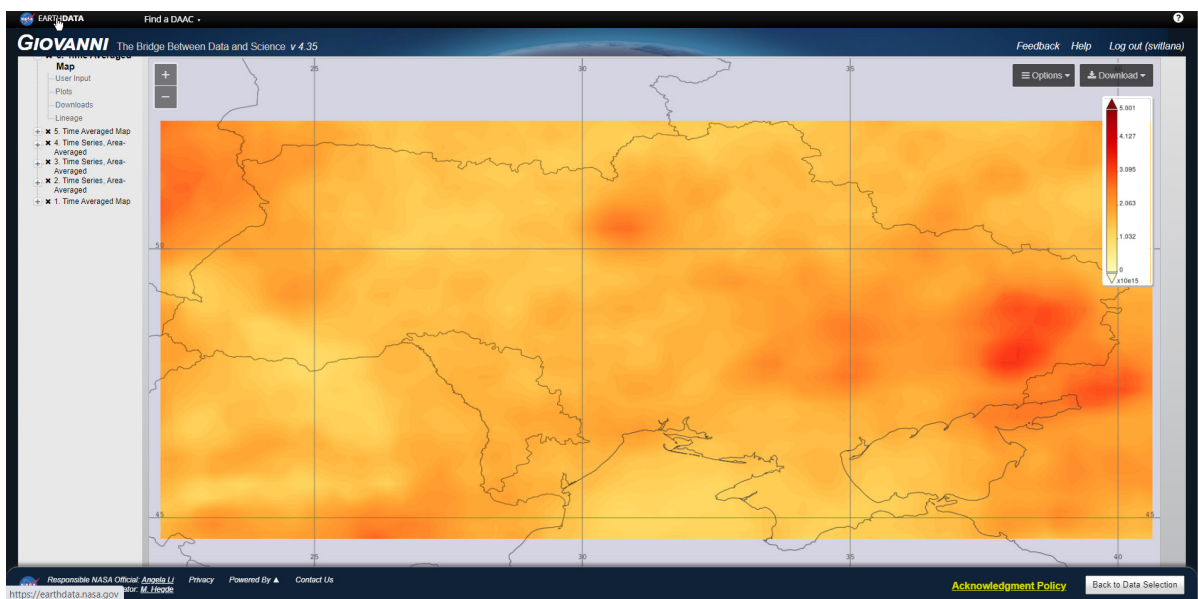 EARTHDATA
Find a DAAC
?
GIOVANNI The Bridge Between Data and Science v 4.35
Feedback Help Log out (svitlana)
Map
User Input
Plots
Downloads
Lineage
5. Time Averaged Map
4. Time Series, Area-
Averaged
3. Time Series, Area-
Averaged
2. Time Series, Area-
Averaged
1. Time Averaged Map
+
−
Options
Download
25
30
35
50
45
45
25
30
35
40
5.001
4.127
3.095
2.063
1.032
0
x10e15
Responsible NASA Official: Angela Li Privacy Powered By Contact Us
ator: M. Hegde
https://earthdata.nasa.gov
Acknowledgment Policy
Back to Data Selection